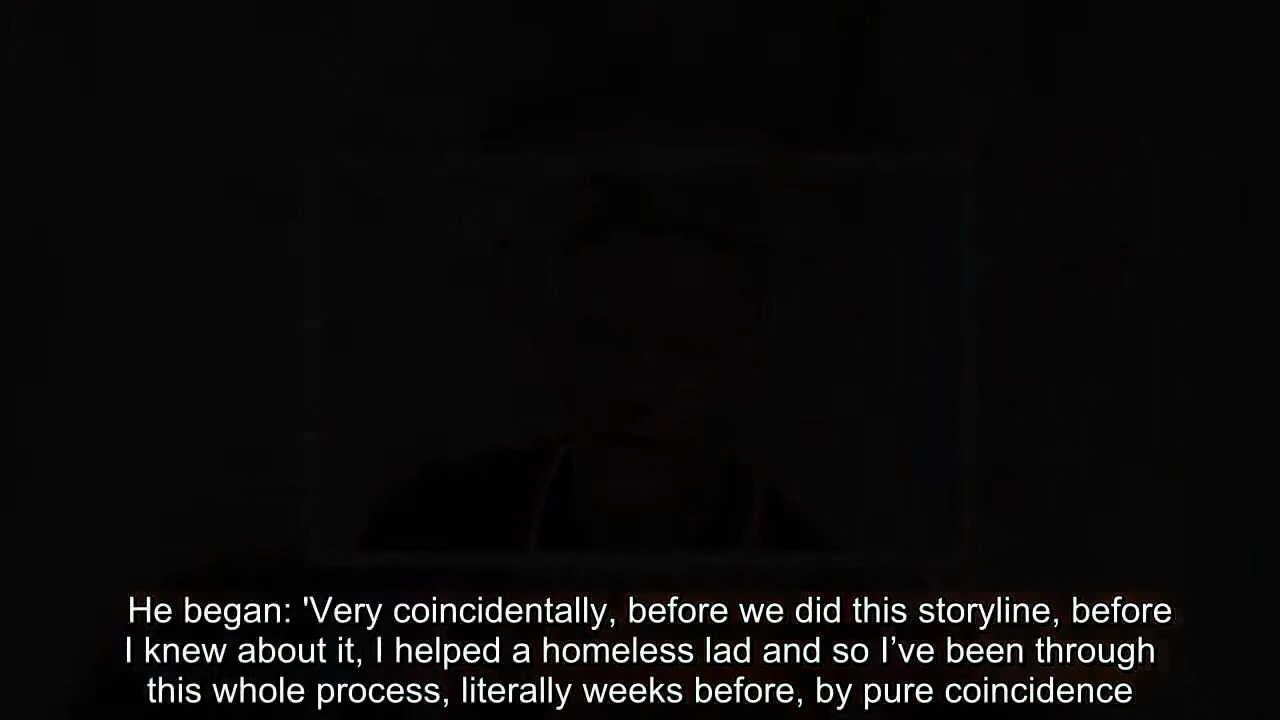 He began: 'Very coincidentally, before we did this storyline, before
I knew about it, I helped a homeless lad and so I’ve been through
this whole process, literally weeks before, by pure coincidence